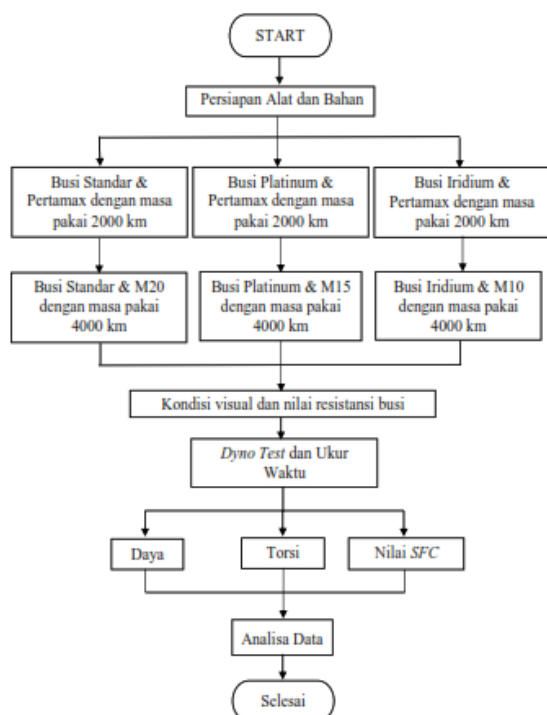 START
Persiapan Alat dan Bahan
Busi Standar &
Pertamax dengan masa
pakai 2000 km
Busi Platinum &
Pertamax dengan masa
pakai 2000 km
Busi Iridium &
Pertamax dengan masa
pakai 2000 km
Busi Standar & M20
dengan masa pakai
4000 km
Busi Platinum & M15
dengan masa pakai
4000 km
Busi Iridium & M10
dengan masa pakai
4000 km
Kondisi visual dan nilai resistansi busi
Dyno Test dan Ukur
Waktu
Daya
Torsi
Nilai SFC
Analisa Data
Selesai